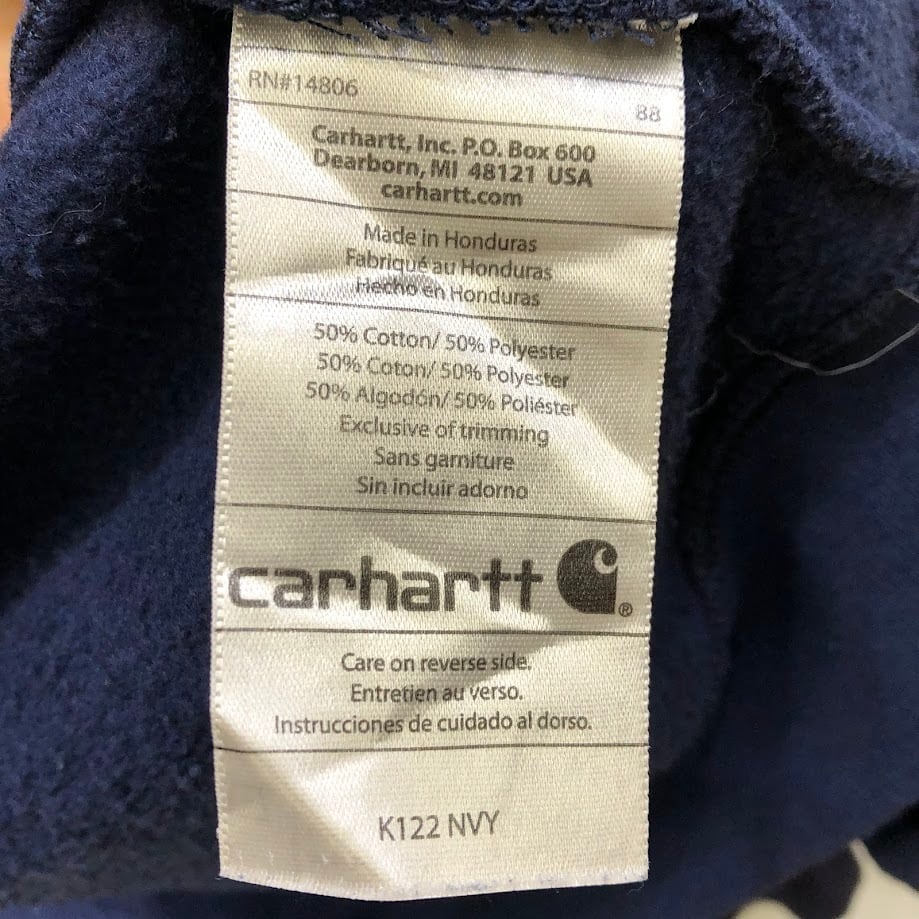 RN#14806
88
Carhartt, Inc. P.O. Box 600
Dearborn, MI 48121 USA
carhartt.com
Made in Honduras
Fabriqué au Honduras
Hecho en Honduras
50% Cotton/ 50% Polyester
50% Coton/ 50% Polyester
50% Algodón/ 50% Poliéster
Exclusive of trimming
Sans garniture
Sin incluir adorno
carhartt ®
Care on reverse side.
Entretien au verso.
Instrucciones de cuidado al dorso.
K122 NVY